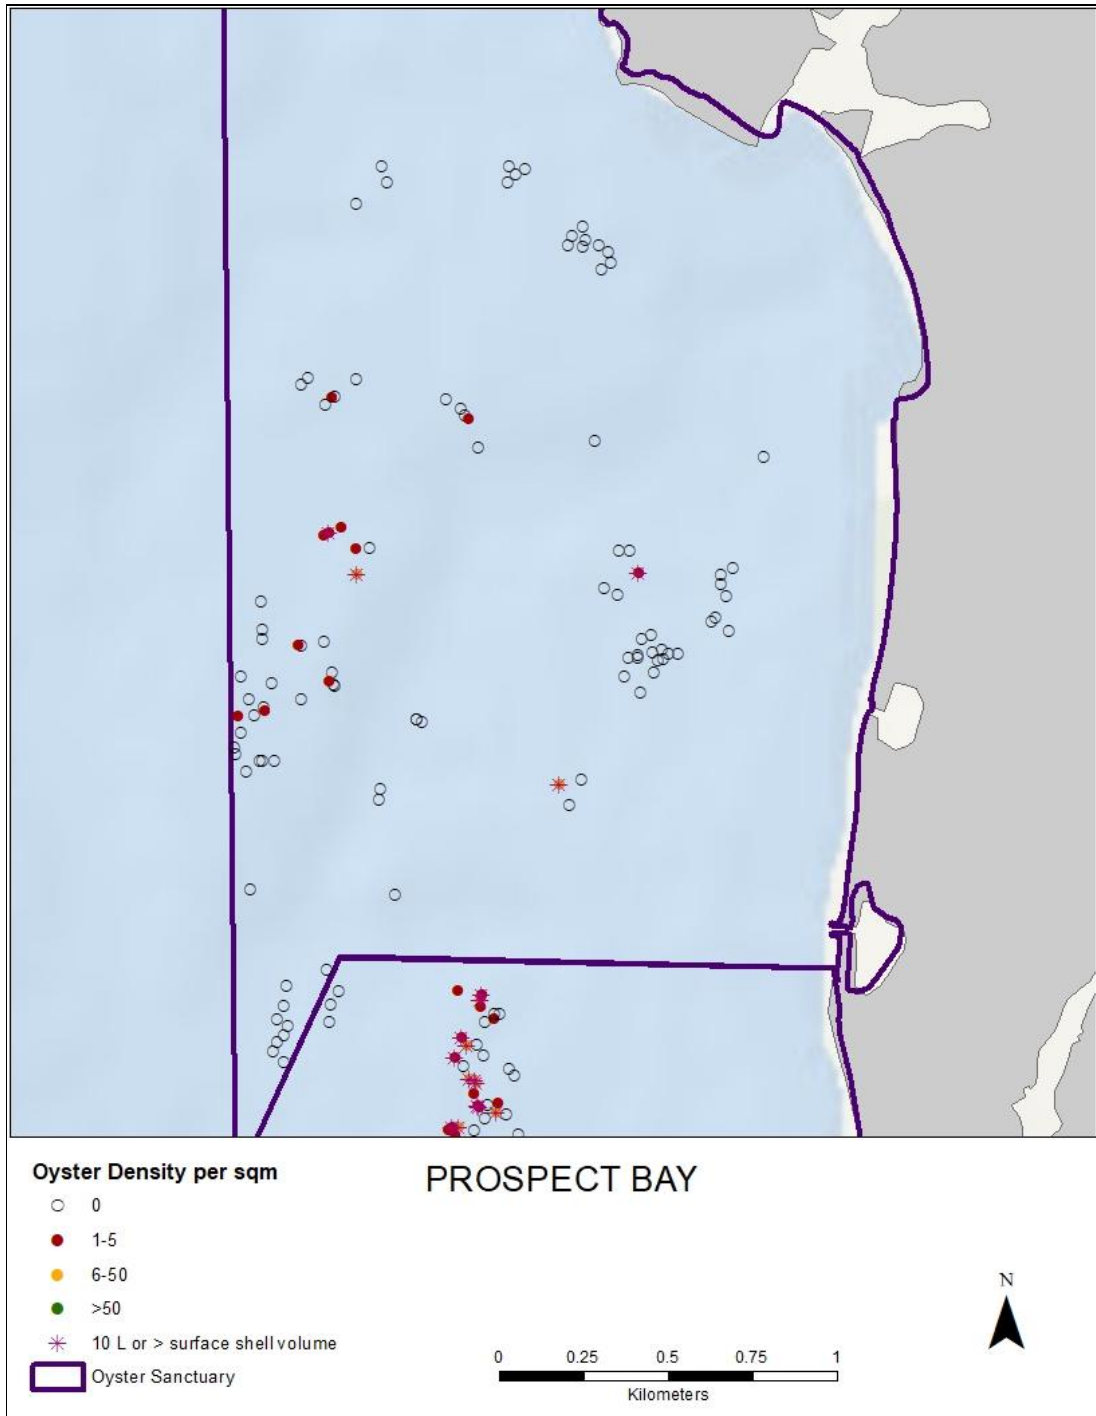 Oyster Density per sqm
PROSPECT BAY
0
1-5
6-50
>50
10 L or > surface shell volume
Oyster Sanctuary
N
0 0.25 0.5 0.75 1
Kilometers